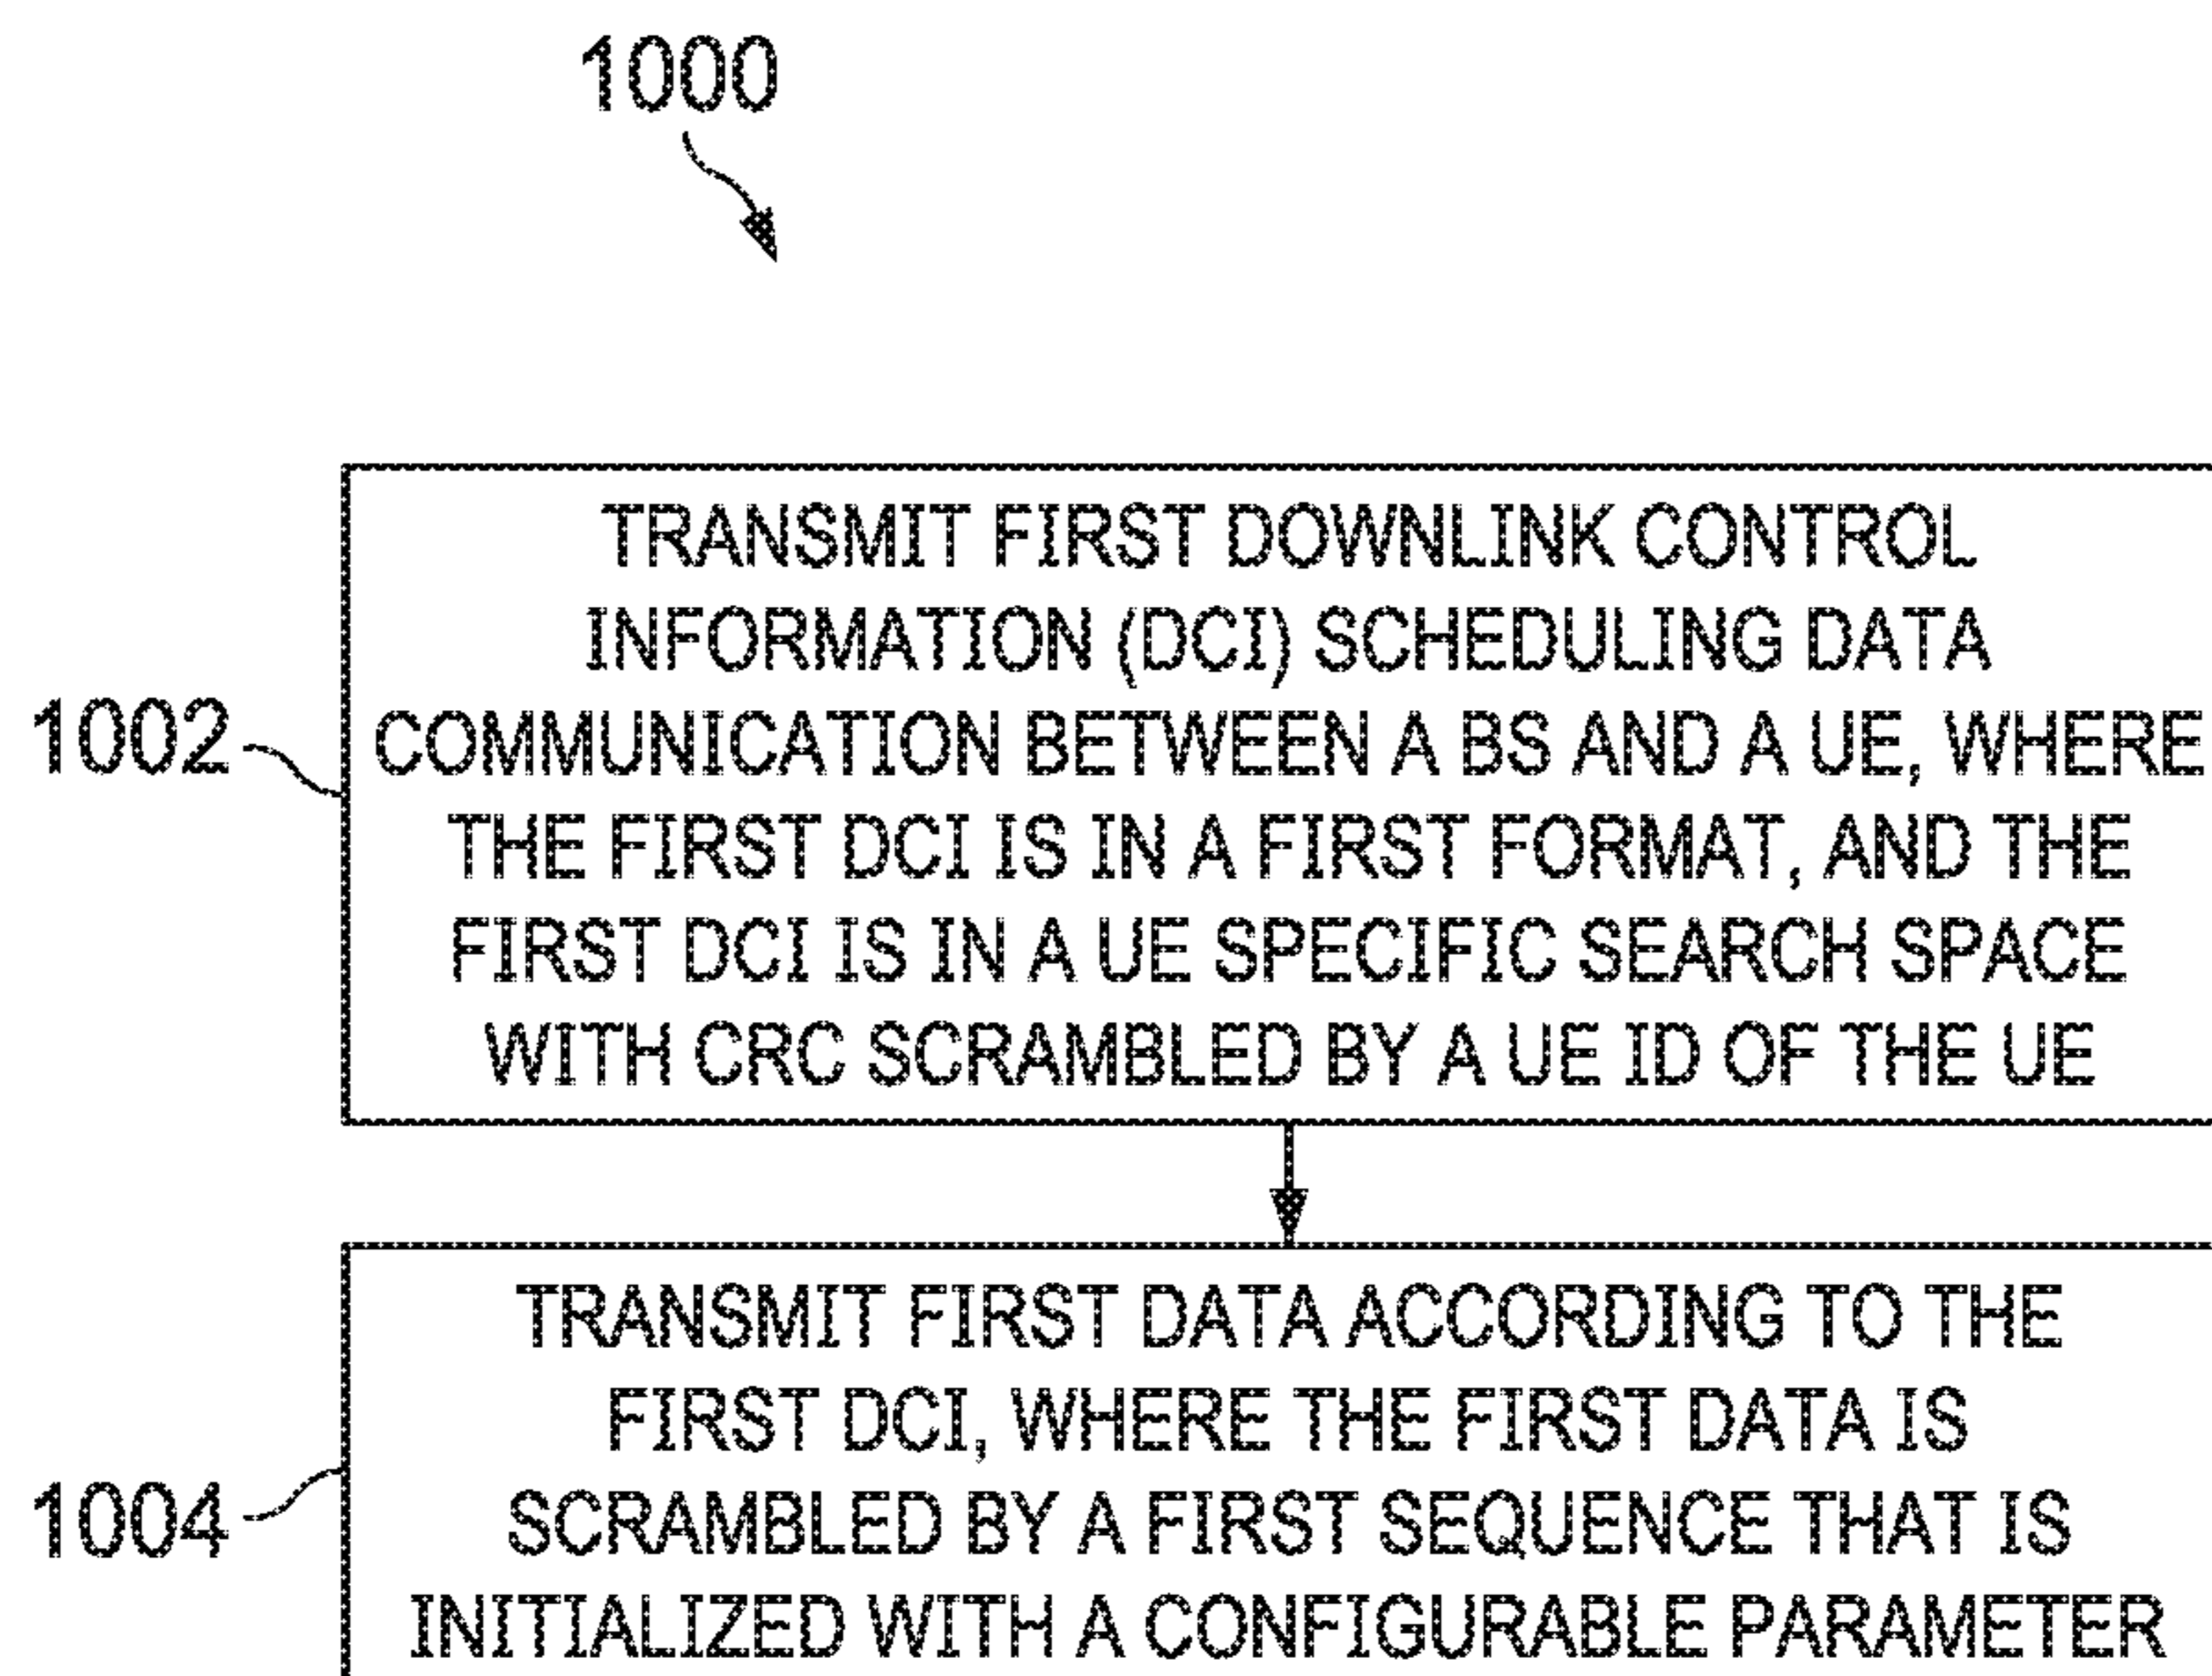 1000
TRANSMIT FIRST DOWNLINK CONTROL
INFORMATION (DCI) SCHEDULING DATA
1002
COMMUNICATION BETWEEN A BS AND A UE, WHERE
THE FIRST DCI IS IN A FIRST FORMAT, AND THE
FIRST DCI IS IN A UE SPECIFIC SEARCH SPACE
WITH CRC SCRAMBLED BY A UE ID OF THE UE
TRANSMIT FIRST DATA ACCORDING TO THE
FIRST DCI, WHERE THE FIRST DATA IS
1004
SCRAMBLED BY A FIRST SEQUENCE THAT IS
INITIALIZED WITH A CONFIGURABLE PARAMETER